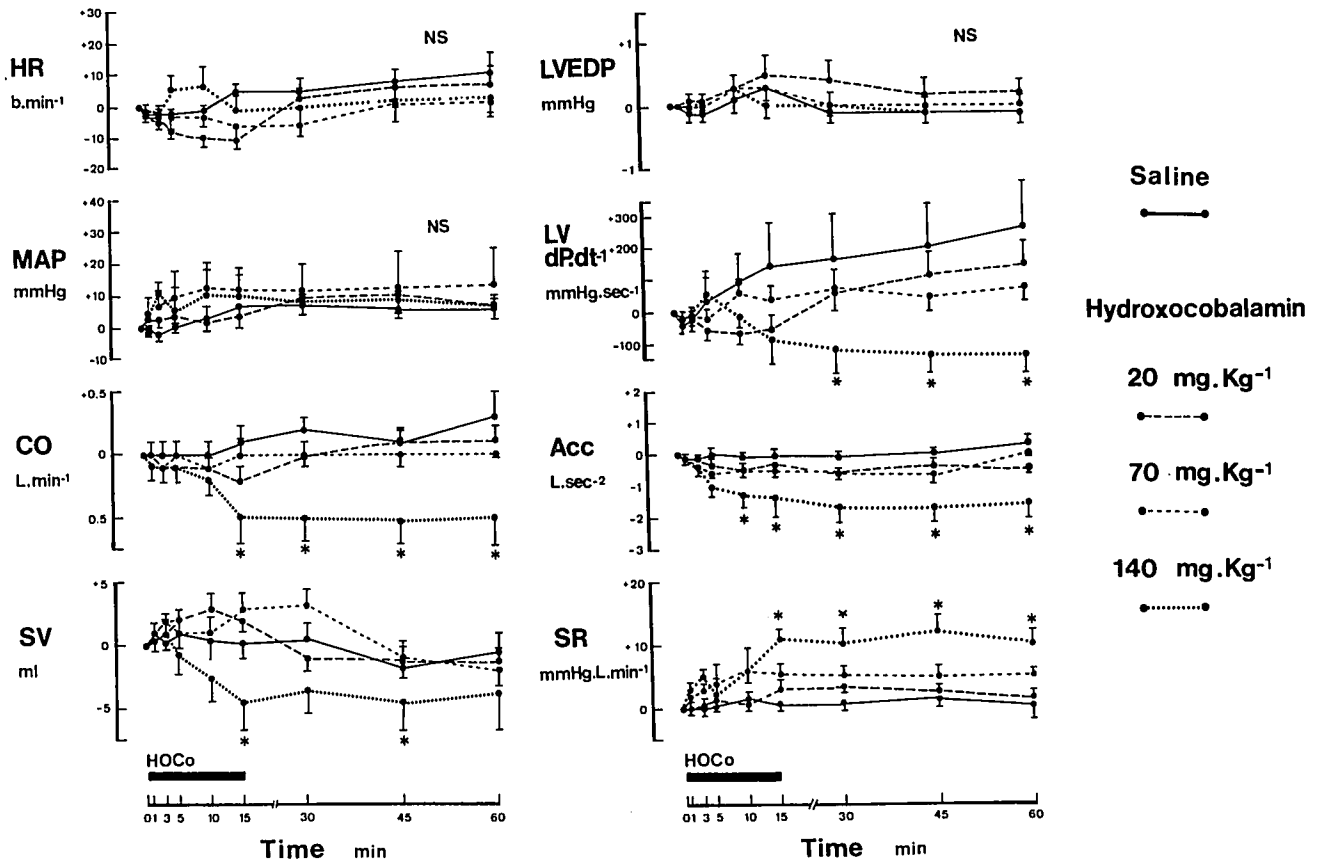 HR
b.min⁻¹
+30
+20
+10
0
-10
-20
NS
MAP
mmHg
+40
+30
+20
+10
0
-10
NS
CO
L.min⁻¹
+0.5
0
0.5
* * * *
SV
ml
+5
0
-5
* *
HOCo
0 1 3 5 10 15 30 45 60
Time min
LVEDP
mmHg
+1
0
-1
NS
LV
dP.dt⁻¹
mmHg.sec⁻¹
+300
+200
+100
0
-100
* * *
Acc
L.sec⁻²
+2
+1
0
-1
-2
-3
* * * * *
SR
mmHg.L.min⁻¹
+20
+10
0
* * * *
HOCo
0 1 3 5 10 15 30 45 60
Time min
Saline
Hydroxocobalamin
20 mg.Kg⁻¹
70 mg.Kg⁻¹
140 mg.Kg⁻¹